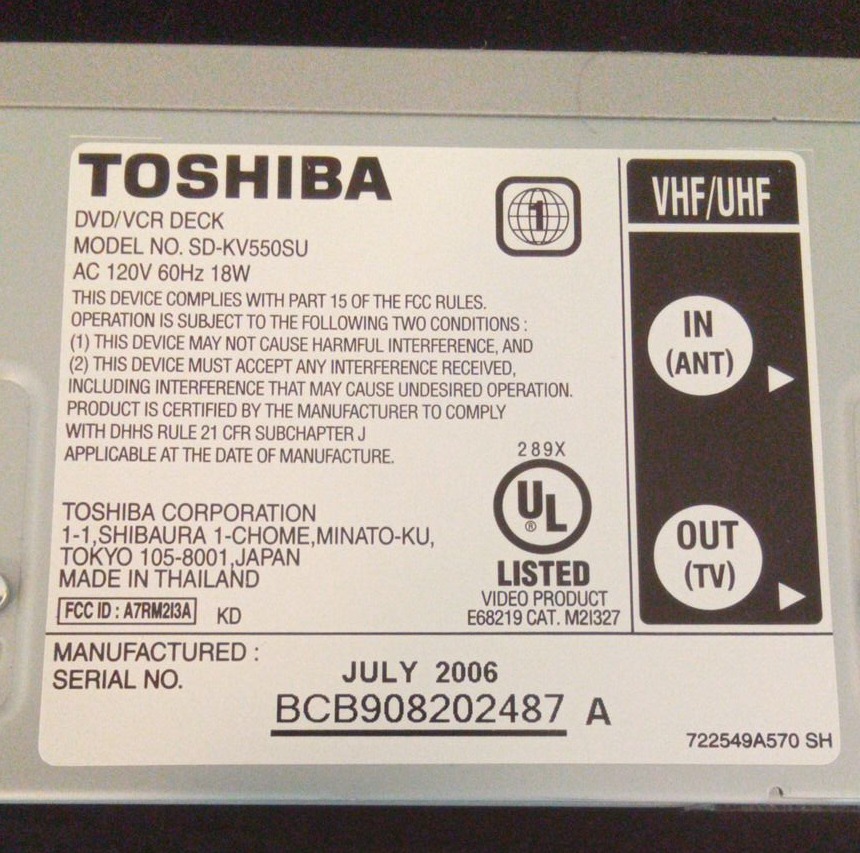 TOSHIBA
DVD/VCR DECK
MODEL NO. SD-KV550SU
AC 120V 60Hz 18W
THIS DEVICE COMPLIES WITH PART 15 OF THE FCC RULES.
OPERATION IS SUBJECT TO THE FOLLOWING TWO CONDITIONS :
(1) THIS DEVICE MAY NOT CAUSE HARMFUL INTERFERENCE, AND
(2) THIS DEVICE MUST ACCEPT ANY INTERFERENCE RECEIVED,
INCLUDING INTERFERENCE THAT MAY CAUSE UNDESIRED OPERATION.
PRODUCT IS CERTIFIED BY THE MANUFACTURER TO COMPLY
WITH DHHS RULE 21 CFR SUBCHAPTER J
APPLICABLE AT THE DATE OF MANUFACTURE.
TOSHIBA CORPORATION
1-1,SHIBAURA 1-CHOME,MINATO-KU,
TOKYO 105-8001,JAPAN
MADE IN THAILAND
FCC ID : A7RM2I3A KD
1
289X
UL
®
LISTED
VIDEO PRODUCT
E68219 CAT. M2I327
VHF/UHF
IN
(ANT)
OUT
(TV)
MANUFACTURED :
JULY 2006
SERIAL NO.
BCB908202487 A
722549A570 SH